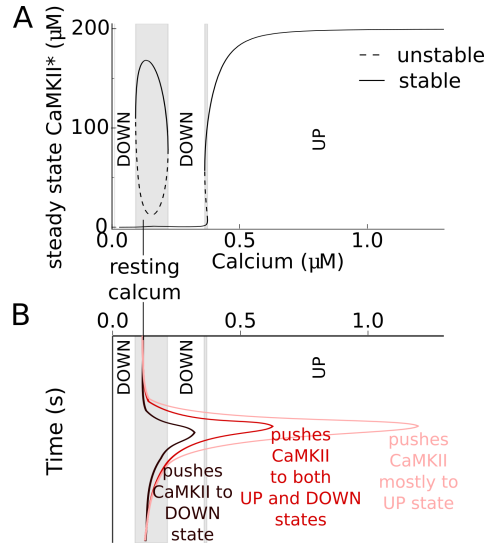 A
steady state CaMKII* (μM)
200
100
0
unstable
stable
DOWN
DOWN
UP
0.0
0.5
1.0
Calcium (μM)
resting
calcum
B
0.0
0.5
1.0
Time (s)
DOWN
DOWN
UP
pushes
CaMKII to
DOWN
state
pushes
CaMKII
to both
UP and DOWN
states
pushes
CaMKII
mostly to
UP state